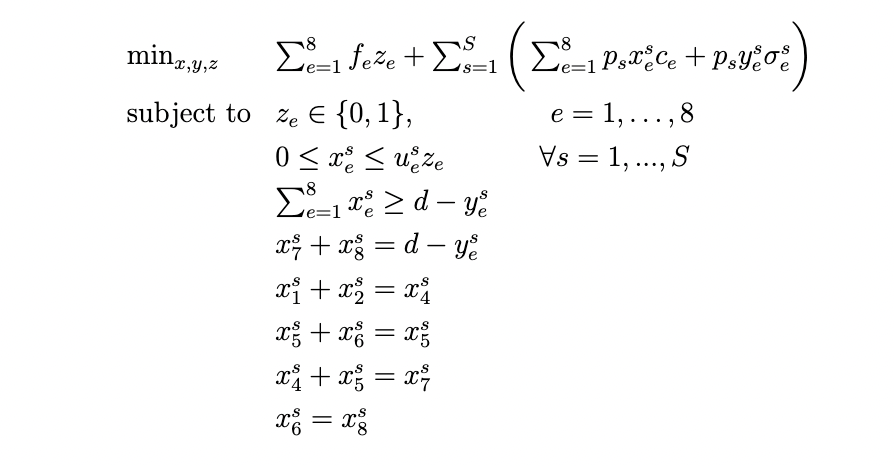 min_{x,y,z} ∑_{e=1}^{8} f_e z_e + ∑_{s=1}^{S} ( ∑_{e=1}^{8} p_s x_e^s c_e + p_s y_e^s σ_e^s )
subject to z_e ∈ {0, 1}, e = 1, . . . , 8
0 ≤ x_e^s ≤ u_e^s z_e ∀s = 1, ..., S
∑_{e=1}^{8} x_e^s ≥ d − y_e^s
x_7^s + x_8^s = d − y_e^s
x_1^s + x_2^s = x_4^s
x_5^s + x_6^s = x_5^s
x_4^s + x_5^s = x_7^s
x_6^s = x_8^s